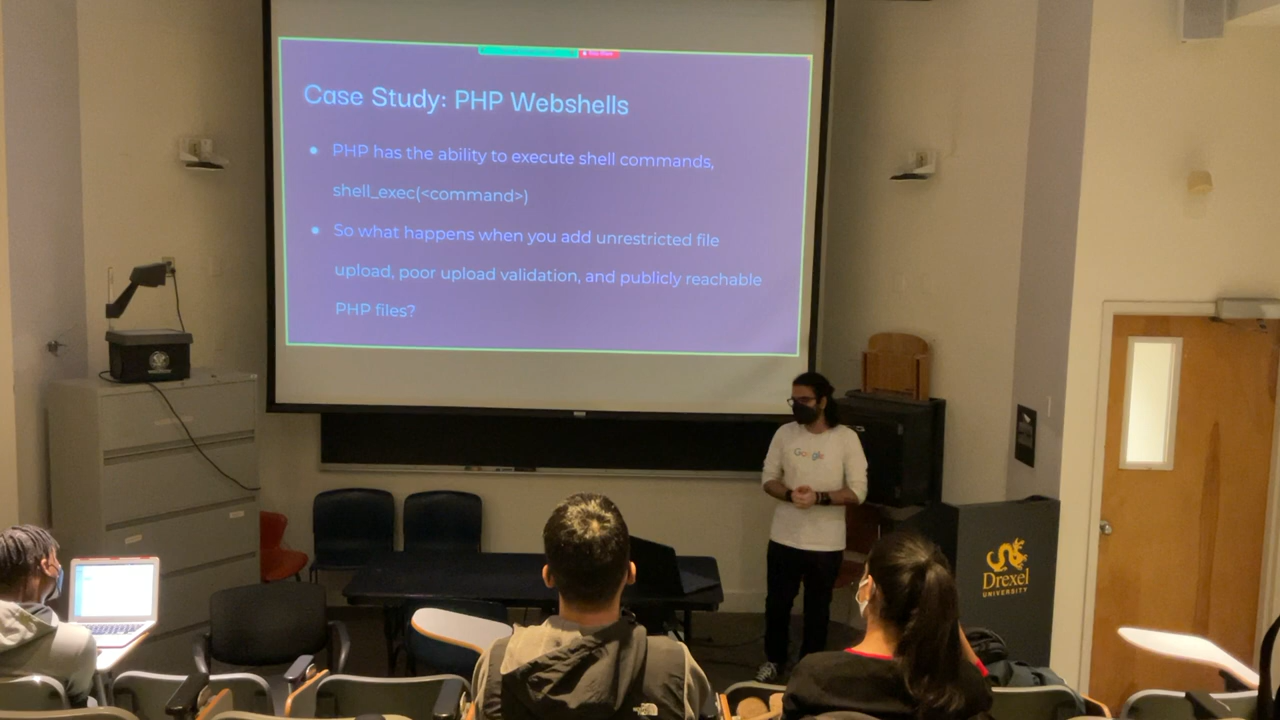 Case Study: PHP Webshells
PHP has the ability to execute shell commands,
shell_exec(<command>)
So what happens when you add unrestricted file
upload, poor upload validation, and publicly reachable
PHP files?
Google
Drexel
UNIVERSITY